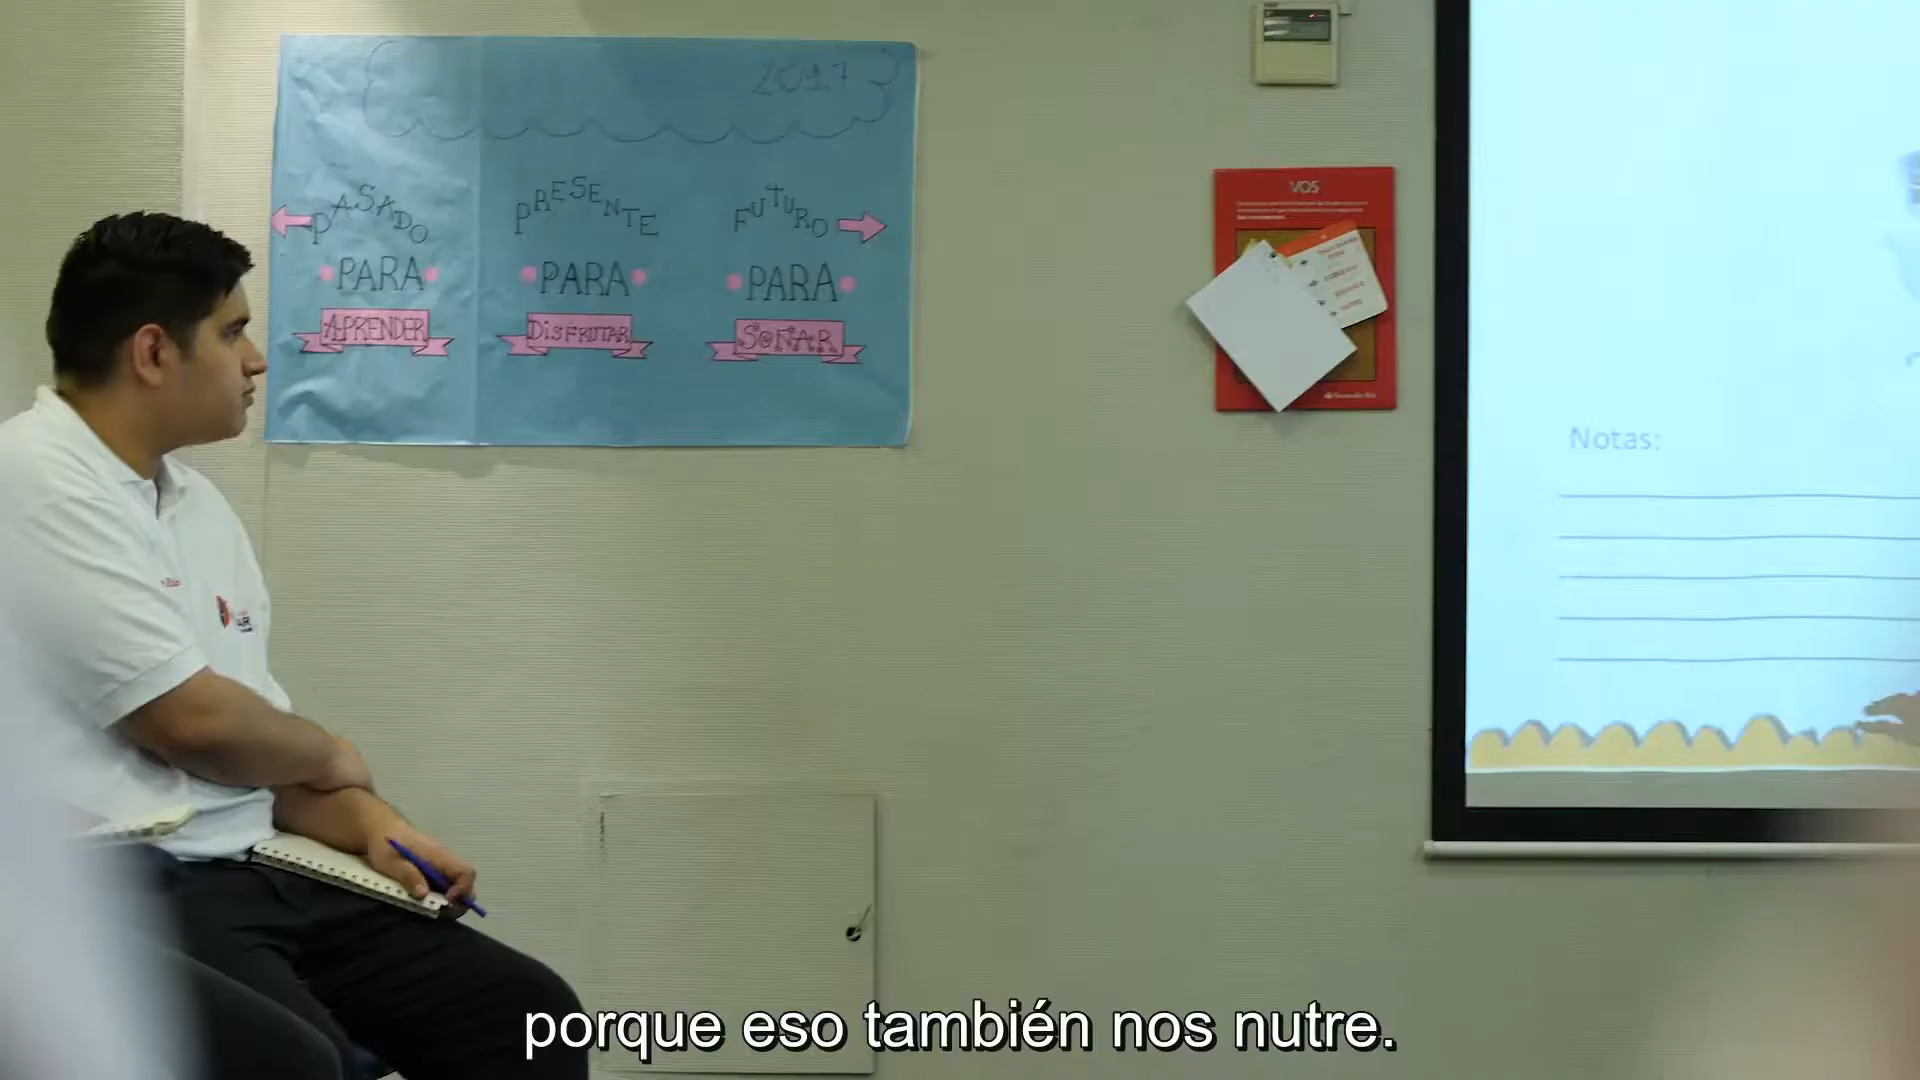 2017
PASADO
PARA
APRENDER
PRESENTE
PARA
DISFRUTAR
FUTURO
PARA
SOÑAR
VOS
Notas:
porque eso también nos nutre.